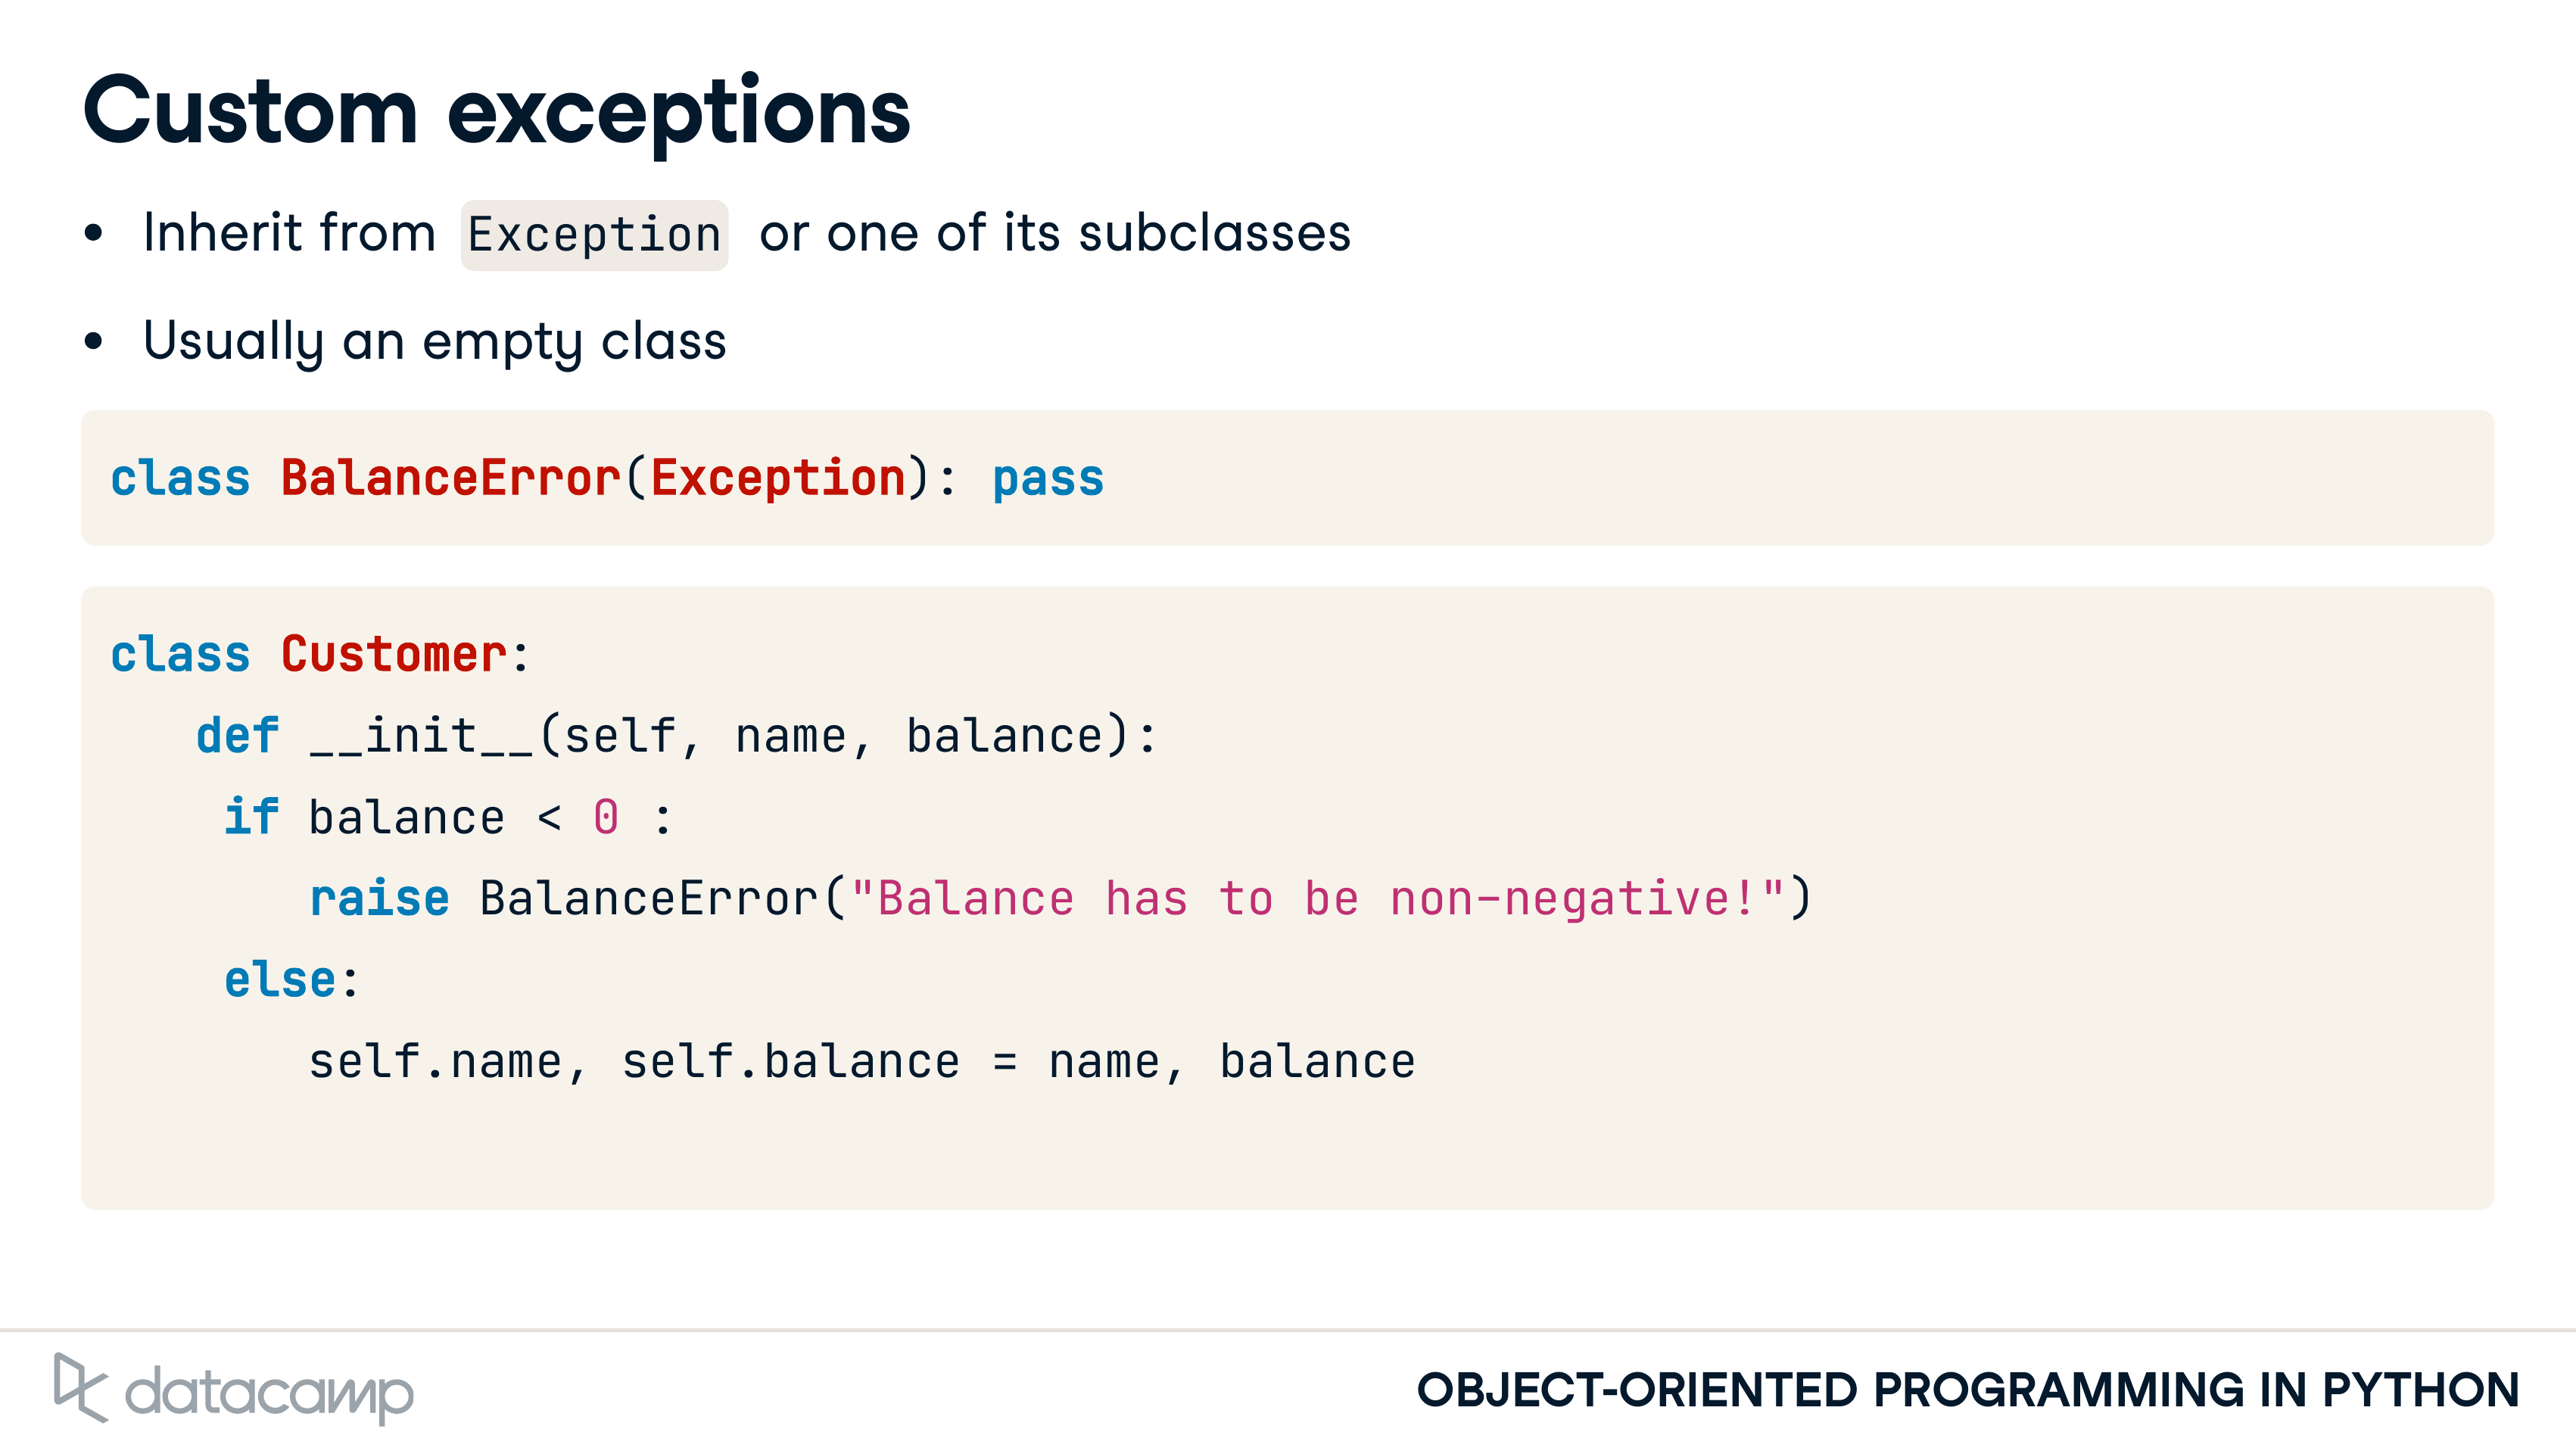 Custom exceptions
• Inherit from Exception or one of its subclasses
• Usually an empty class
class BalanceError(Exception): pass
class Customer:
   def __init__(self, name, balance):
    if balance < 0 :
       raise BalanceError("Balance has to be non-negative!")
    else:
       self.name, self.balance = name, balance
datacamp
OBJECT-ORIENTED PROGRAMMING IN PYTHON